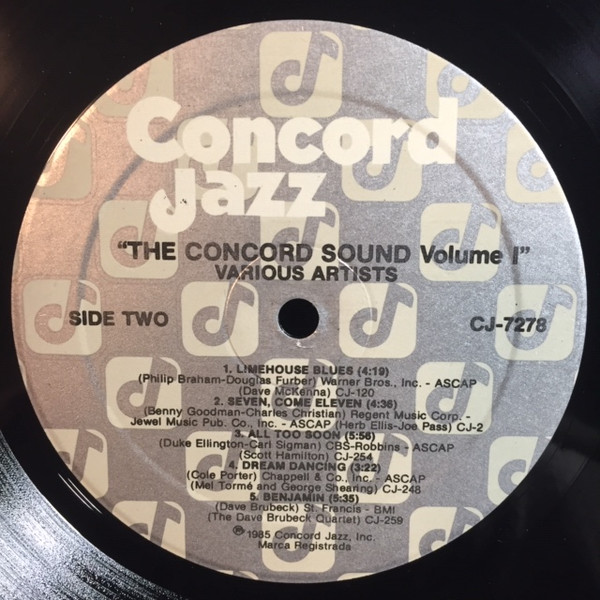 Concord
Jazz
"THE CONCORD SOUND Volume I"
VARIOUS ARTISTS
SIDE TWO
CJ-7278
1. LIMEHOUSE BLUES (4:19)
(Philip Braham-Douglas Furber) Warner Bros., Inc. - ASCAP
(Dave McKenna) CJ-120
2. SEVEN, COME ELEVEN (4:36)
(Benny Goodman-Charles Christian) Regent Music Corp. -
Jewel Music Pub. Co., Inc. - ASCAP (Herb Ellis-Joe Pass) CJ-2
3. ALL TOO SOON (5:56)
(Duke Ellington-Carl Sigman) CBS-Robbins - ASCAP
(Scott Hamilton) CJ-254
4. DREAM DANCING (3:22)
(Cole Porter) Chappell & Co., Inc. - ASCAP
(Mel Tormé and George Shearing) CJ-248
5. BENJAMIN (5:35)
(Dave Brubeck) St. Francis - BMI
(The Dave Brubeck Quartet) CJ-259
℗ 1985 Concord Jazz, Inc.
Marca Registrada